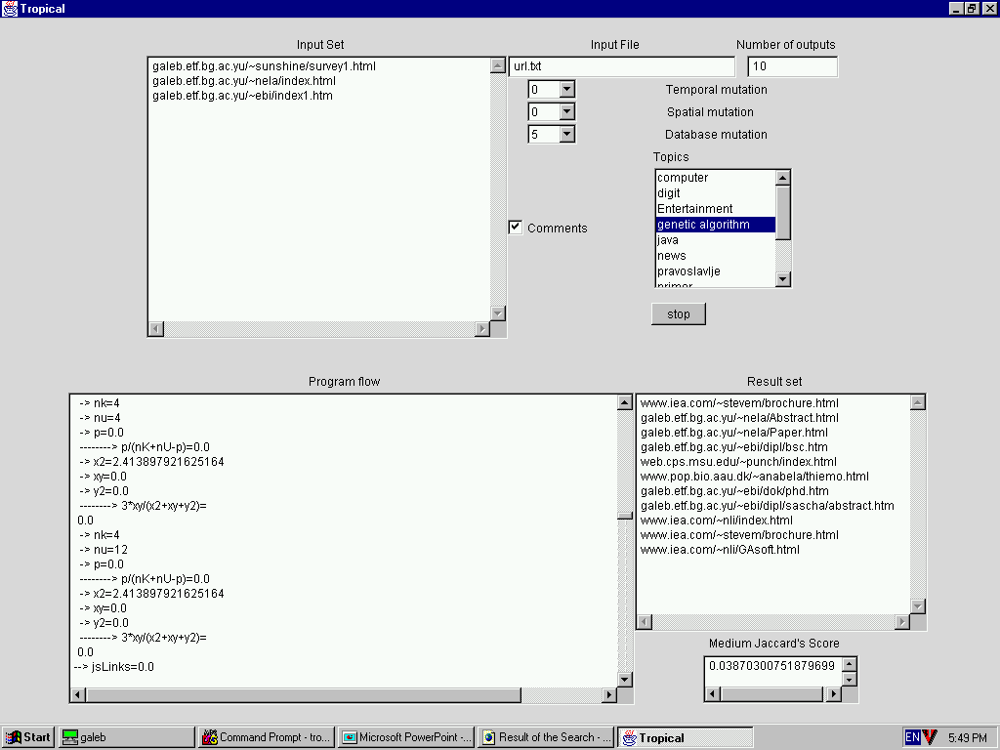 Tropical
Input Set
Input File
Number of outputs
galeb.etf.bg.ac.yu/~sunshine/survey1.html
galeb.etf.bg.ac.yu/~nela/index.html
galeb.etf.bg.ac.yu/~ebi/index1.htm
url.txt
10
0
Temporal mutation
0
Spatial mutation
5
Database mutation
Topics
computer
digit
Entertainment
genetic algorithm
java
news
pravoslavlje
primer
Comments
stop
Program flow
-> nk=4
-> nu=4
-> p=0.0
--------> p/(nK+nU-p)=0.0
-> x2=2.413897921625164
-> xy=0.0
-> y2=0.0
--------> 3*xy/(x2+xy+y2)=
0.0
-> nk=4
-> nu=12
-> p=0.0
--------> p/(nK+nU-p)=0.0
-> x2=2.413897921625164
-> xy=0.0
-> y2=0.0
--------> 3*xy/(x2+xy+y2)=
0.0
--> jsLinks=0.0
Result set
www.iea.com/~stevem/brochure.html
galeb.etf.bg.ac.yu/~nela/Abstract.html
galeb.etf.bg.ac.yu/~nela/Paper.html
galeb.etf.bg.ac.yu/~ebi/dipl/bsc.htm
web.cps.msu.edu/~punch/index.html
www.pop.bio.aau.dk/~anabela/thiemo.html
galeb.etf.bg.ac.yu/~ebi/dok/phd.htm
galeb.etf.bg.ac.yu/~ebi/dipl/sascha/abstract.htm
www.iea.com/~nli/index.html
www.iea.com/~stevem/brochure.html
www.iea.com/~nli/GAsoft.html
Medium Jaccard's Score
0.03870300751879699
Start
galeb
Command Prompt - tro...
Microsoft PowerPoint -...
Result of the Search - ...
Tropical
EN
5:49 PM